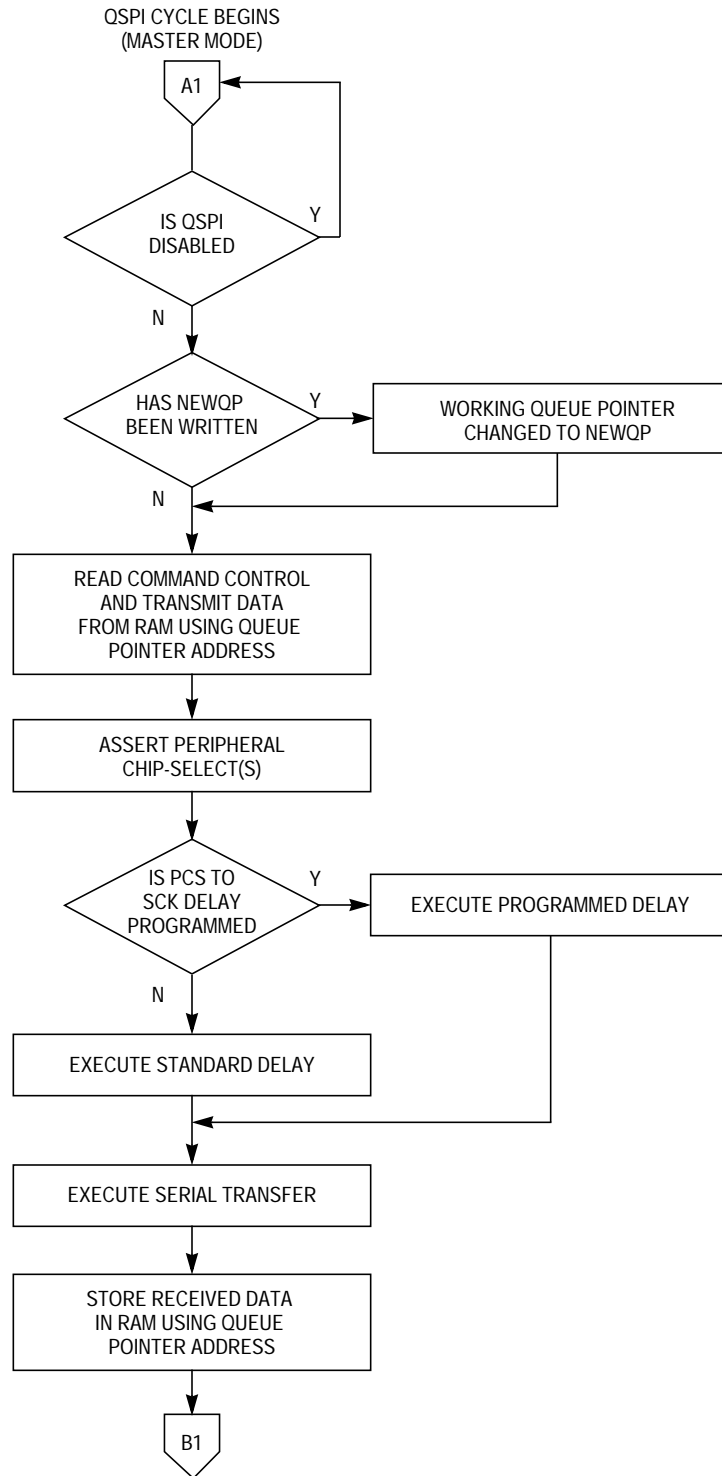 QSPI CYCLE BEGINS
(MASTER MODE)
A1
IS QSPI
DISABLED
Y
N
HAS NEWQP
BEEN WRITTEN
Y
WORKING QUEUE POINTER
CHANGED TO NEWQP
N
READ COMMAND CONTROL
AND TRANSMIT DATA
FROM RAM USING QUEUE
POINTER ADDRESS
ASSERT PERIPHERAL
CHIP-SELECT(S)
IS PCS TO
SCK DELAY
PROGRAMMED
Y
EXECUTE PROGRAMMED DELAY
N
EXECUTE STANDARD DELAY
EXECUTE SERIAL TRANSFER
STORE RECEIVED DATA
IN RAM USING QUEUE
POINTER ADDRESS
B1